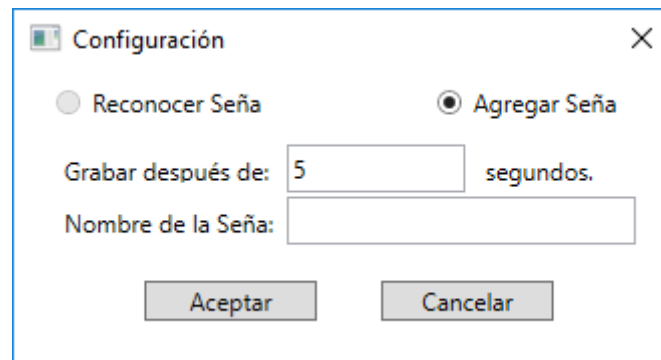 Configuración
Reconocer Seña Agregar Seña
Grabar después de: 5 segundos.
Nombre de la Seña:
Aceptar Cancelar